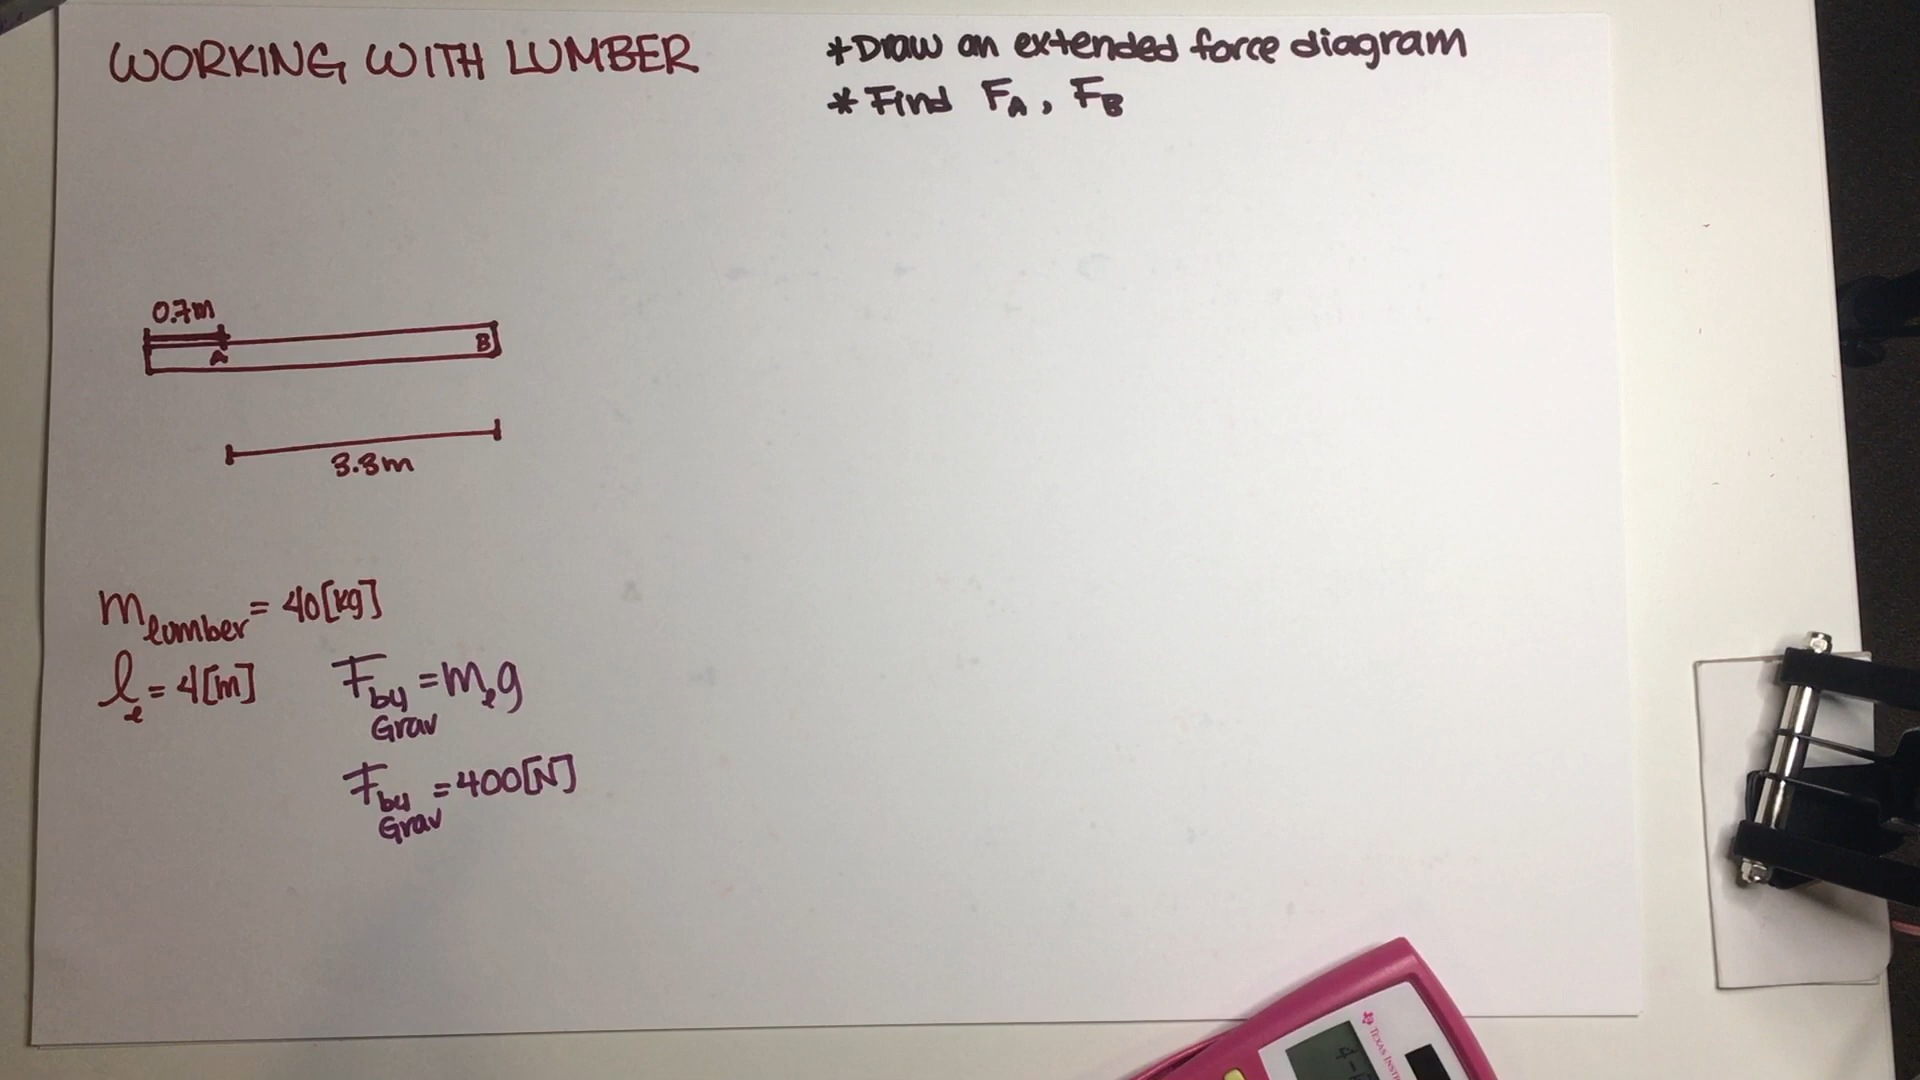 WORKING WITH LUMBER
*Draw an extended force diagram
*Find FA, FB
0.7m
A
B
3.3m
mlumber = 40[kg]
lℓ = 4[m]
Fby Grav = mℓg
Fby Grav = 400[N]
TEXAS